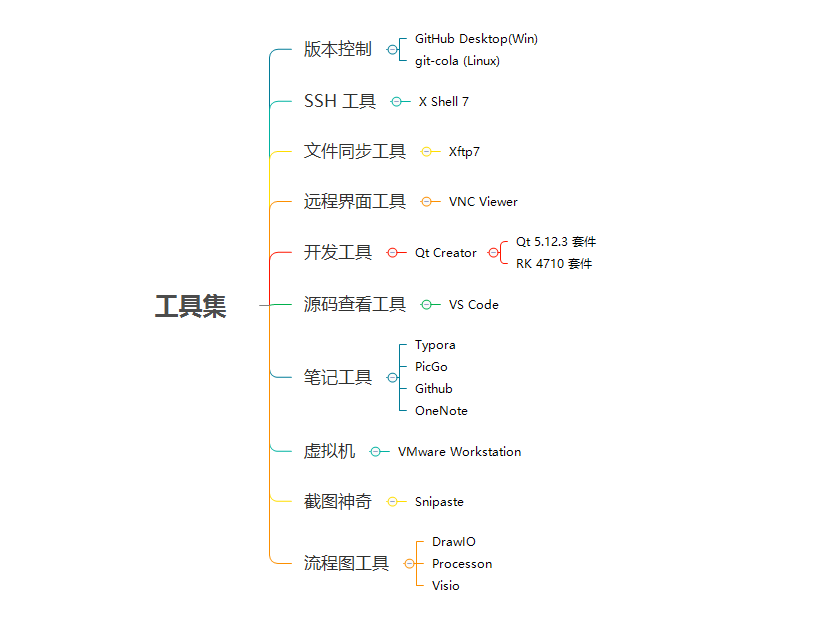 工具集
版本控制
GitHub Desktop(Win)
git-cola (Linux)
SSH 工具
X Shell 7
文件同步工具
Xftp7
远程界面工具
VNC Viewer
开发工具
Qt Creator
Qt 5.12.3 套件
RK 4710 套件
源码查看工具
VS Code
笔记工具
Typora
PicGo
Github
OneNote
虚拟机
VMware Workstation
截图神奇
Snipaste
流程图工具
DrawIO
Processon
Visio